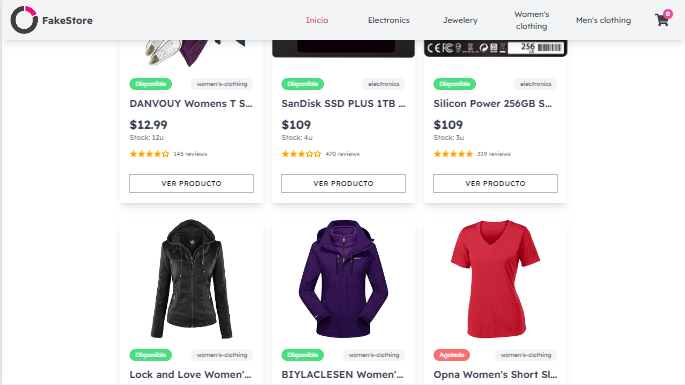 FakeStore
Inicio
Electronics
Jewelery
Women's
clothing
Men's clothing
0
256
Disponible
women's-clothing
Disponible
electronics
Disponible
electronics
DANVOUY Womens T S...
SanDisk SSD PLUS 1TB ...
Silicon Power 256GB S...
$12.99
$109
$109
Stock: 12u
Stock: 4u
Stock: 3u
145 reviews
470 reviews
319 reviews
VER PRODUCTO
VER PRODUCTO
VER PRODUCTO
Disponible
women's-clothing
Disponible
women's-clothing
Agotado
women's-clothing
Lock and Love Women'...
BIYLACLESEN Women'...
Opna Women's Short Sl...